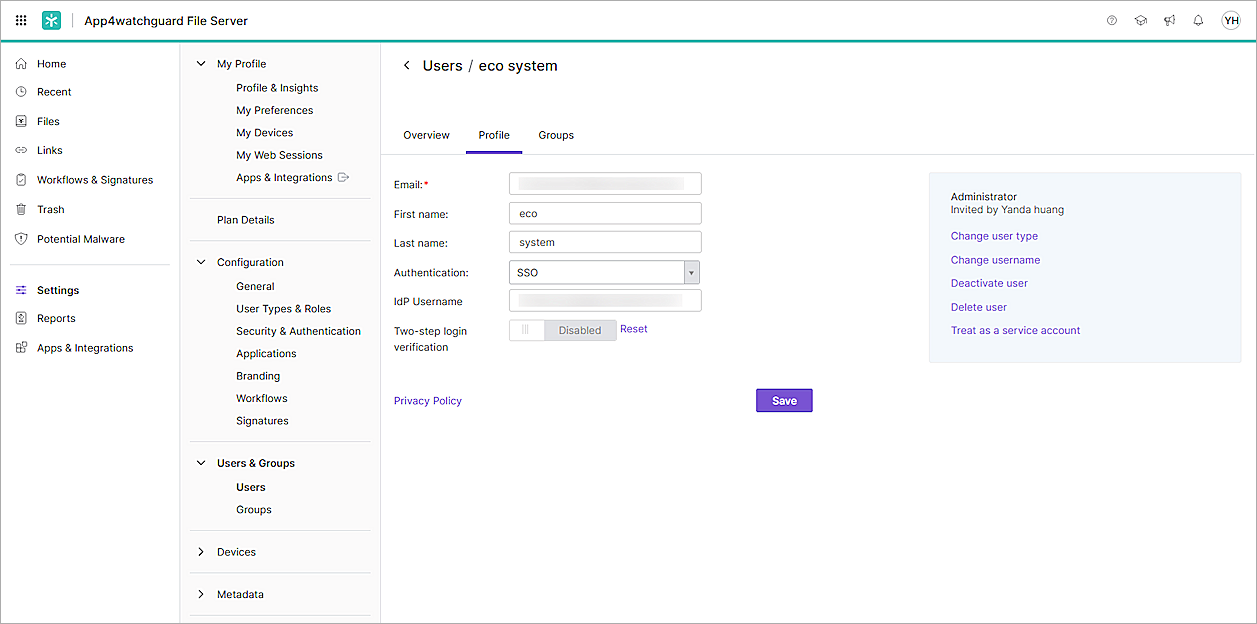 App4watchguard File Server
YH
Home
Recent
Files
Links
Workflows & Signatures
Trash
Potential Malware
Settings
Reports
Apps & Integrations
My Profile
Profile & Insights
My Preferences
My Devices
My Web Sessions
Apps & Integrations
Plan Details
Configuration
General
User Types & Roles
Security & Authentication
Applications
Branding
Workflows
Signatures
Users & Groups
Users
Groups
Devices
Metadata
Users / eco system
Overview Profile Groups
Email:*
First name: eco
Last name: system
Authentication: SSO
IdP Username
Two-step login
verification
Disabled Reset
Privacy Policy
Save
Administrator
Invited by Yanda huang
Change user type
Change username
Deactivate user
Delete user
Treat as a service account